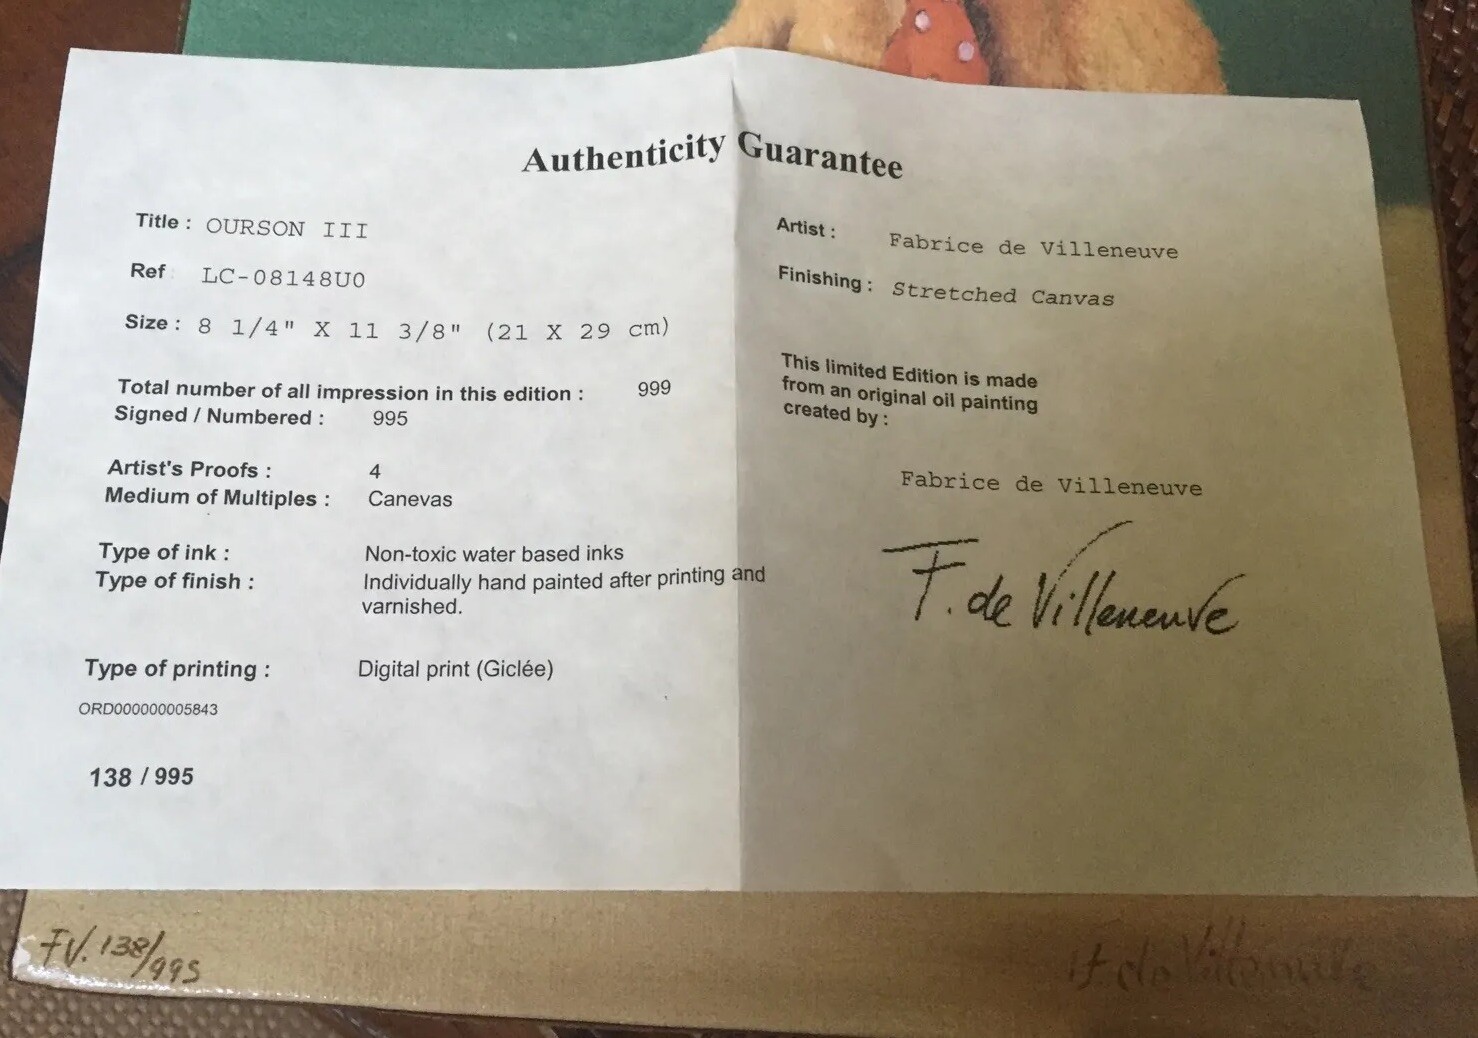 Authenticity Guarantee
Title : OURSON III
Ref LC-08148U0
Size : 8 1/4" X 11 3/8" (21 X 29 cm)
Total number of all impression in this edition : 999
Signed / Numbered : 995
Artist's Proofs : 4
Medium of Multiples : Canevas
Type of ink : Non-toxic water based inks
Type of finish : Individually hand painted after printing and
varnished.
Type of printing : Digital print (Giclée)
ORD000000005843
138 / 995
Artist : Fabrice de Villeneuve
Finishing : Stretched Canvas
This limited Edition is made
from an original oil painting
created by :
Fabrice de Villeneuve
F. de Villeneuve
FV. 138/995
F. de Villeneuve